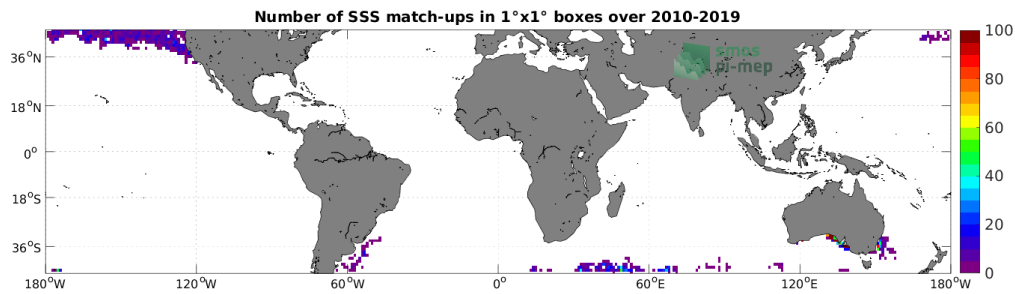 Number of SSS match-ups in 1°x1° boxes over 2010-2019
36°N
18°N
0°
18°S
36°S
180°W
120°W
60°W
0°
60°E
120°E
180°W
100
80
60
40
20
0
smos
pi-mep